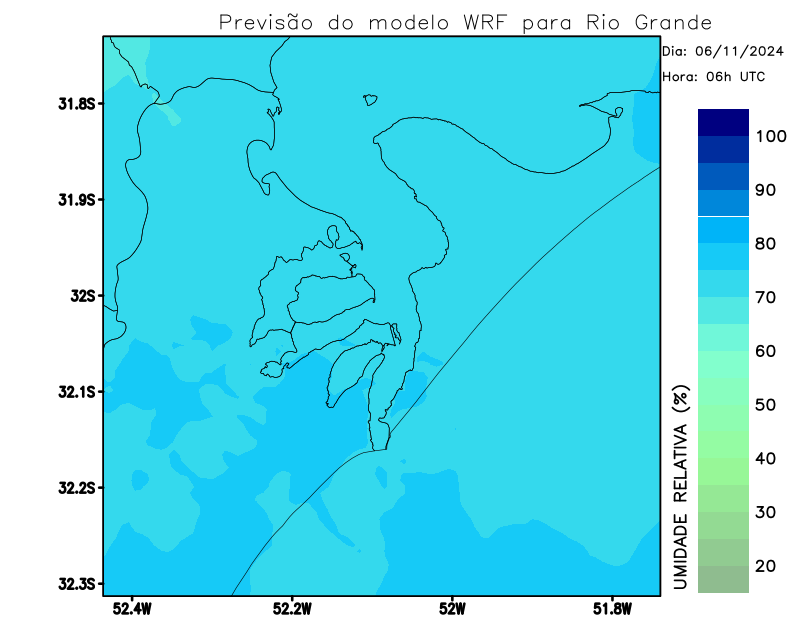 Previsão do modelo WRF para Rio Grande
Dia: 06/11/2024
Hora: 06h UTC
31.8S
31.9S
32S
32.1S
32.2S
32.3S
52.4W
52.2W
52W
51.8W
100
90
80
70
60
50
40
30
20
UMIDADE RELATIVA (%)